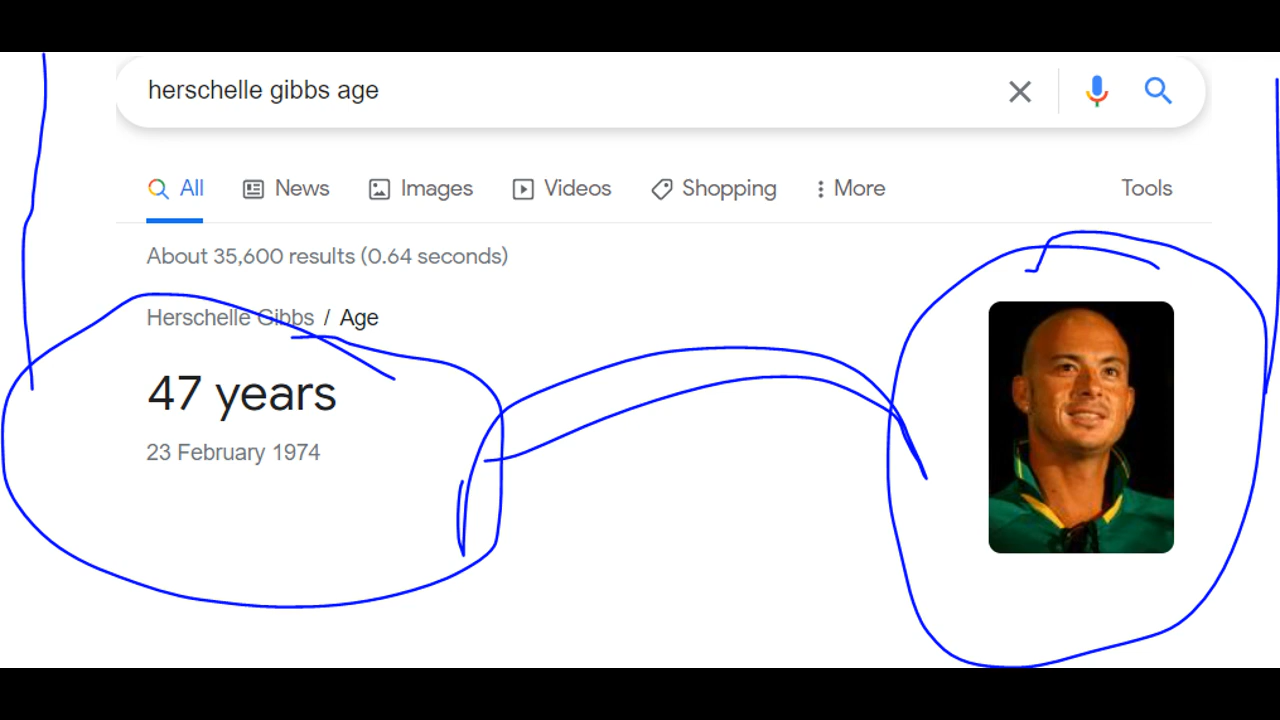 herschelle gibbs age
All News Images Videos Shopping More Tools
About 35,600 results (0.64 seconds)
Herschelle Gibbs / Age
47 years
23 February 1974